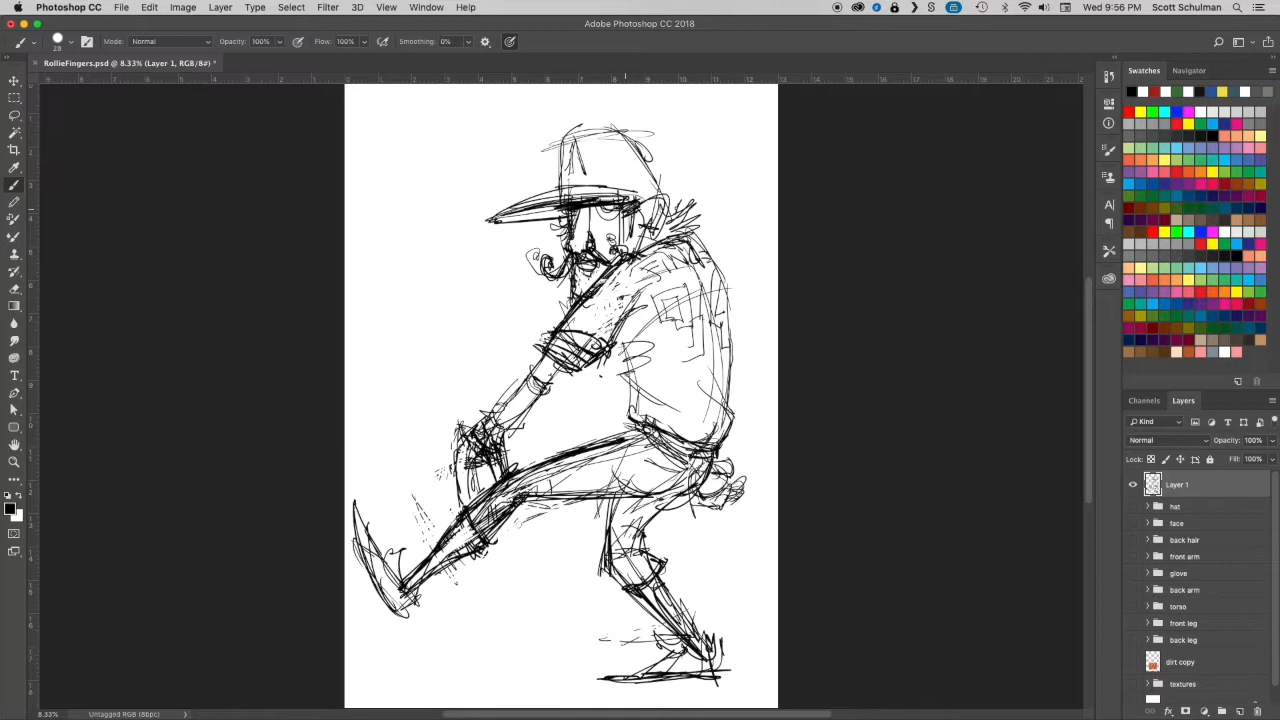 Photoshop CC File Edit Image Layer Type Select Filter 3D View Window Help Wed 9:56 PM Scott Schulman
Adobe Photoshop CC 2018
28 Mode: Normal Opacity: 100% Flow: 100% Smoothing: 0%
RollieFingers.psd @ 8.33% (Layer 1, RGB/8#) *
Swatches Navigator
Channels Layers
Kind
Normal Opacity: 100%
Lock: Fill: 100%
Layer 1
hat
face
back hair
front arm
glove
back arm
torso
front leg
back leg
dirt copy
textures
8.33% Untagged RGB (8bpc)